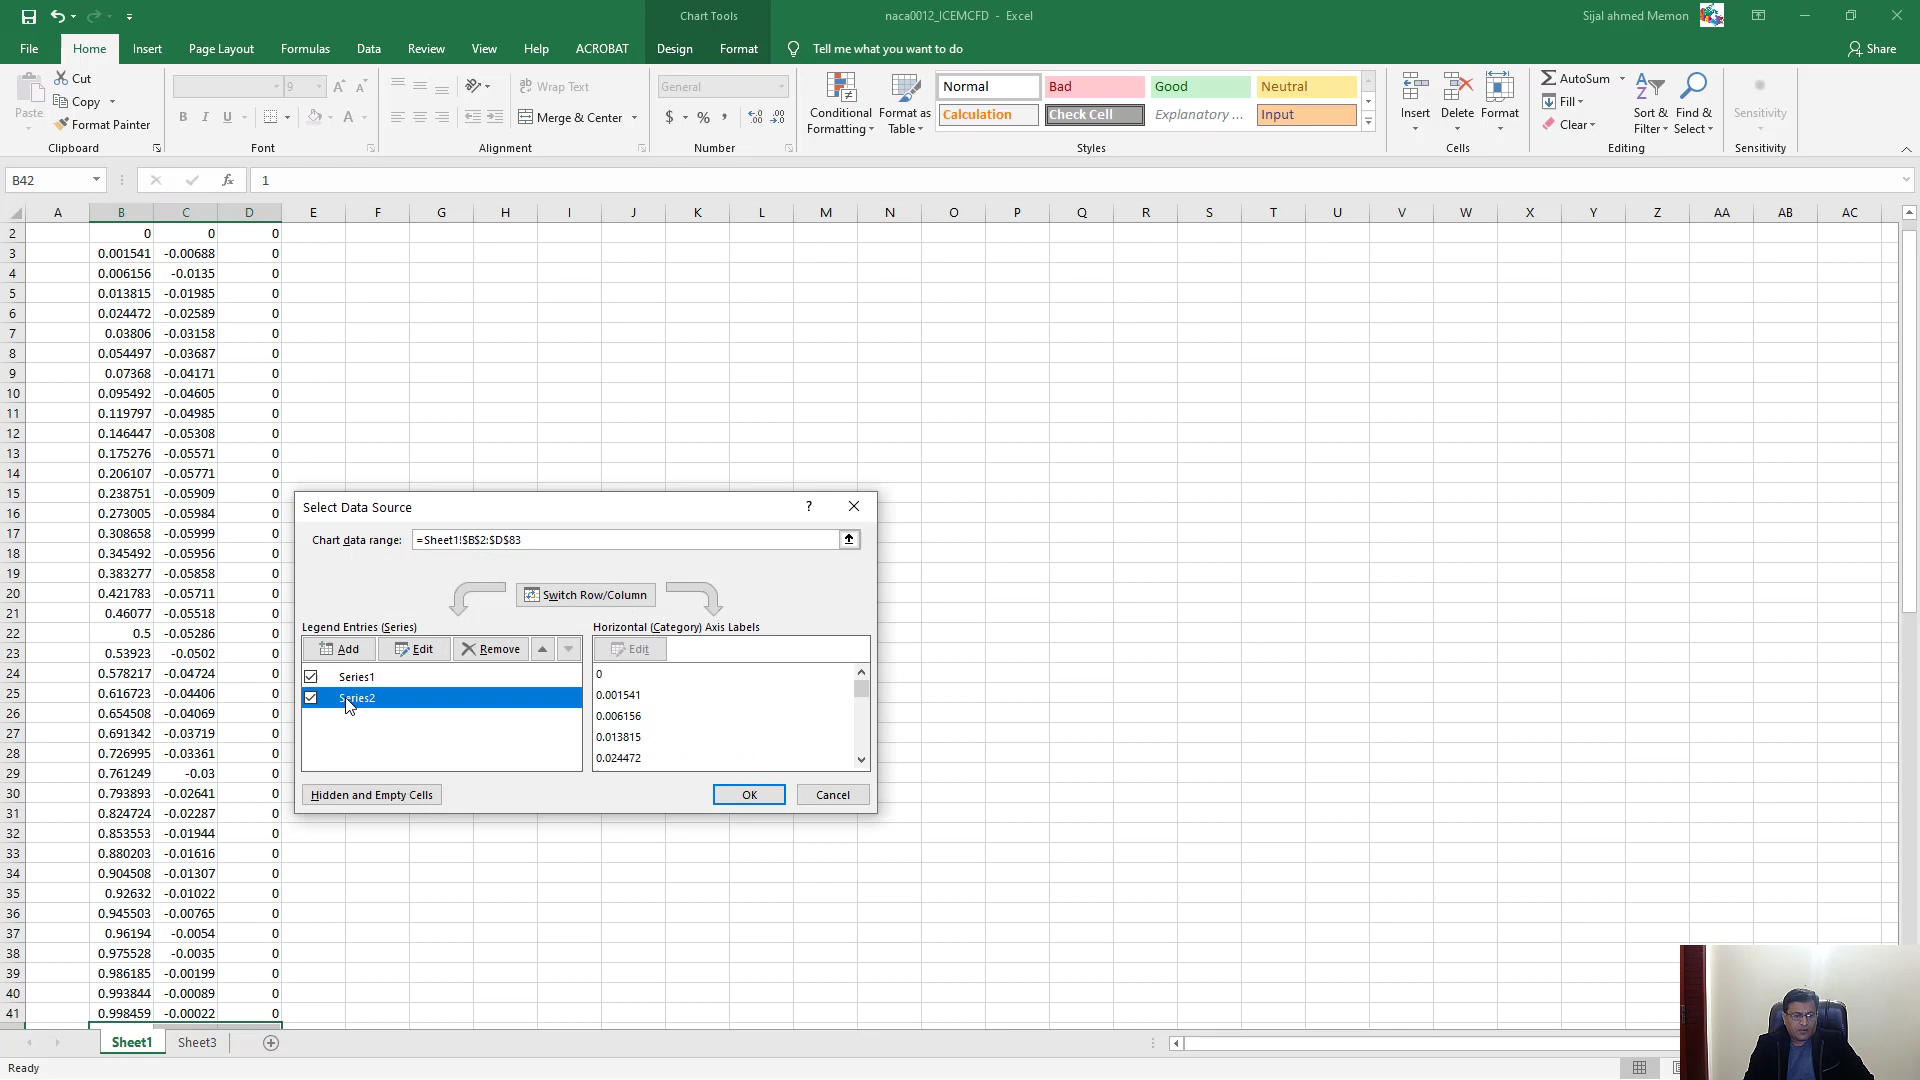 Chart Tools
naca0012_ICEMCFD - Excel
Sijal ahmed Memon
File Home Insert Page Layout Formulas Data Review View Help ACROBAT Design Format Tell me what you want to do Share
Cut
Copy
Format Painter
Paste
Clipboard
9
B I U
Font
Wrap Text
Merge & Center
Alignment
General
$ % ,
Number
Conditional Formatting
Format as Table
Normal Bad Good Neutral
Calculation Check Cell Explanatory ... Input
Styles
Insert Delete Format
Cells
AutoSum
Fill
Clear
Sort & Filter
Find & Select
Editing
Sensitivity
Sensitivity
B42 fx 1
A B C D E F G H I J K L M N O P Q R S T U V W X Y Z AA AB AC
2 0 0 0
3 0.001541 -0.00688 0
4 0.006156 -0.0135 0
5 0.013815 -0.01985 0
6 0.024472 -0.02589 0
7 0.03806 -0.03158 0
8 0.054497 -0.03687 0
9 0.07368 -0.04171 0
10 0.095492 -0.04605 0
11 0.119797 -0.04985 0
12 0.146447 -0.05308 0
13 0.175276 -0.05571 0
14 0.206107 -0.05771 0
15 0.238751 -0.05909 0
16 0.273005 -0.05984 0
17 0.308658 -0.05999 0
18 0.345492 -0.05956 0
19 0.383277 -0.05858 0
20 0.421783 -0.05711 0
21 0.46077 -0.05518 0
22 0.5 -0.05286 0
23 0.53923 -0.0502 0
24 0.578217 -0.04724 0
25 0.616723 -0.04406 0
26 0.654508 -0.04069 0
27 0.691342 -0.03719 0
28 0.726995 -0.03361 0
29 0.761249 -0.03 0
30 0.793893 -0.02641 0
31 0.824724 -0.02287 0
32 0.853553 -0.01944 0
33 0.880203 -0.01616 0
34 0.904508 -0.01307 0
35 0.92632 -0.01022 0
36 0.945503 -0.00765 0
37 0.96194 -0.0054 0
38 0.975528 -0.0035 0
39 0.986185 -0.00199 0
40 0.993844 -0.00089 0
41 0.998459 -0.00022 0
Select Data Source ?
Chart data range: =Sheet1!$B$2:$D$83
Switch Row/Column
Legend Entries (Series)
Add Edit Remove
Series1
Series2
Horizontal (Category) Axis Labels
Edit
0
0.001541
0.006156
0.013815
0.024472
Hidden and Empty Cells OK Cancel
Sheet1 Sheet3
Ready